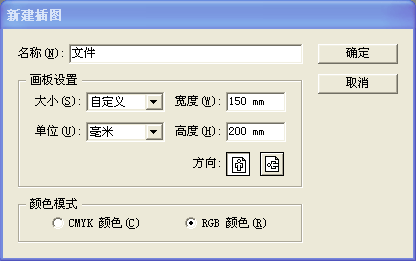 新建插图
名称(N): 文件
确定
取消
画板设置
大小(S): 自定义 宽度(W): 150 mm
单位(U): 毫米 高度(H): 200 mm
方向:
颜色模式
CMYK 颜色(C) RGB 颜色(R)